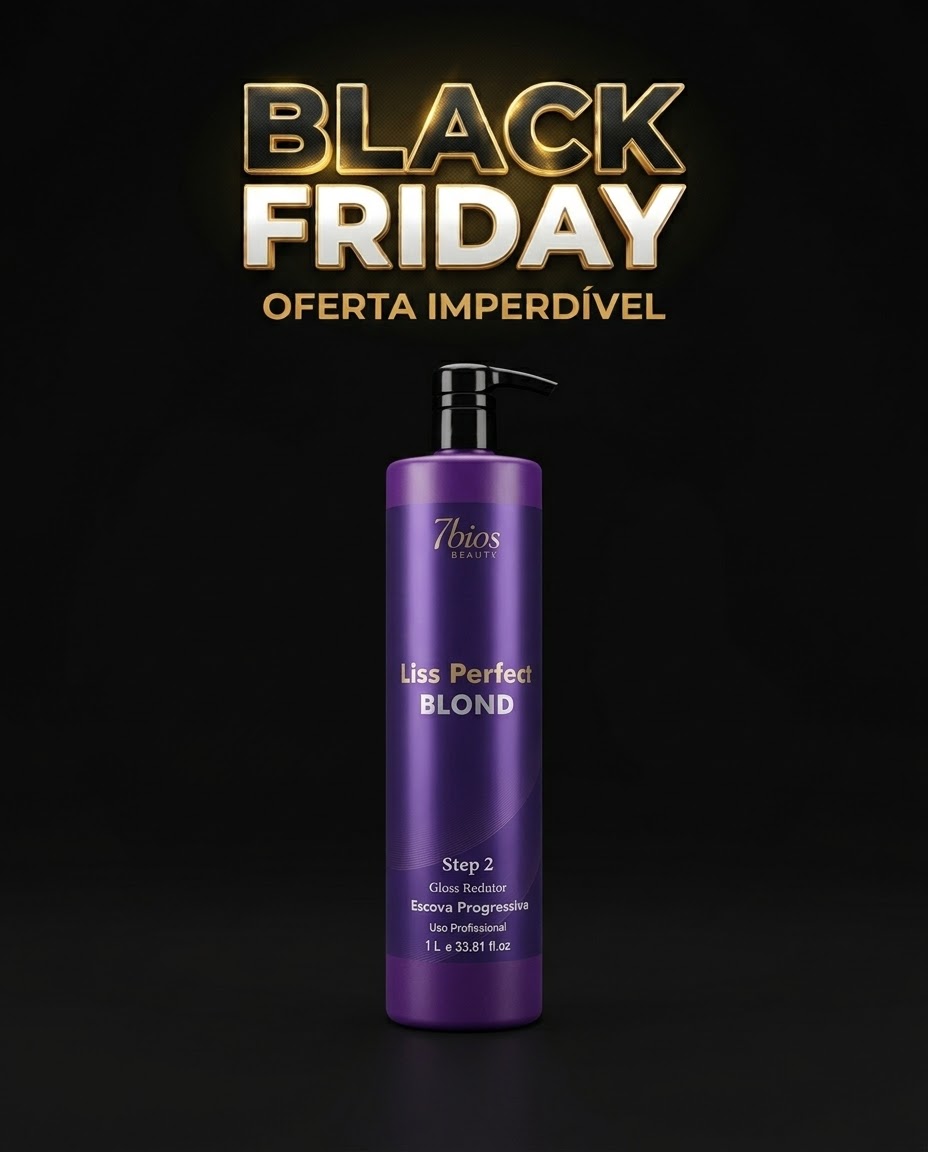 BLACK
FRIDAY
OFERTA IMPERDÍVEL
7bios
BEAUTY
Liss Perfect
BLOND
Step 2
Gloss Redutor
Escova Progressiva
Uso Profissional
1 L e 33.81 fl.oz